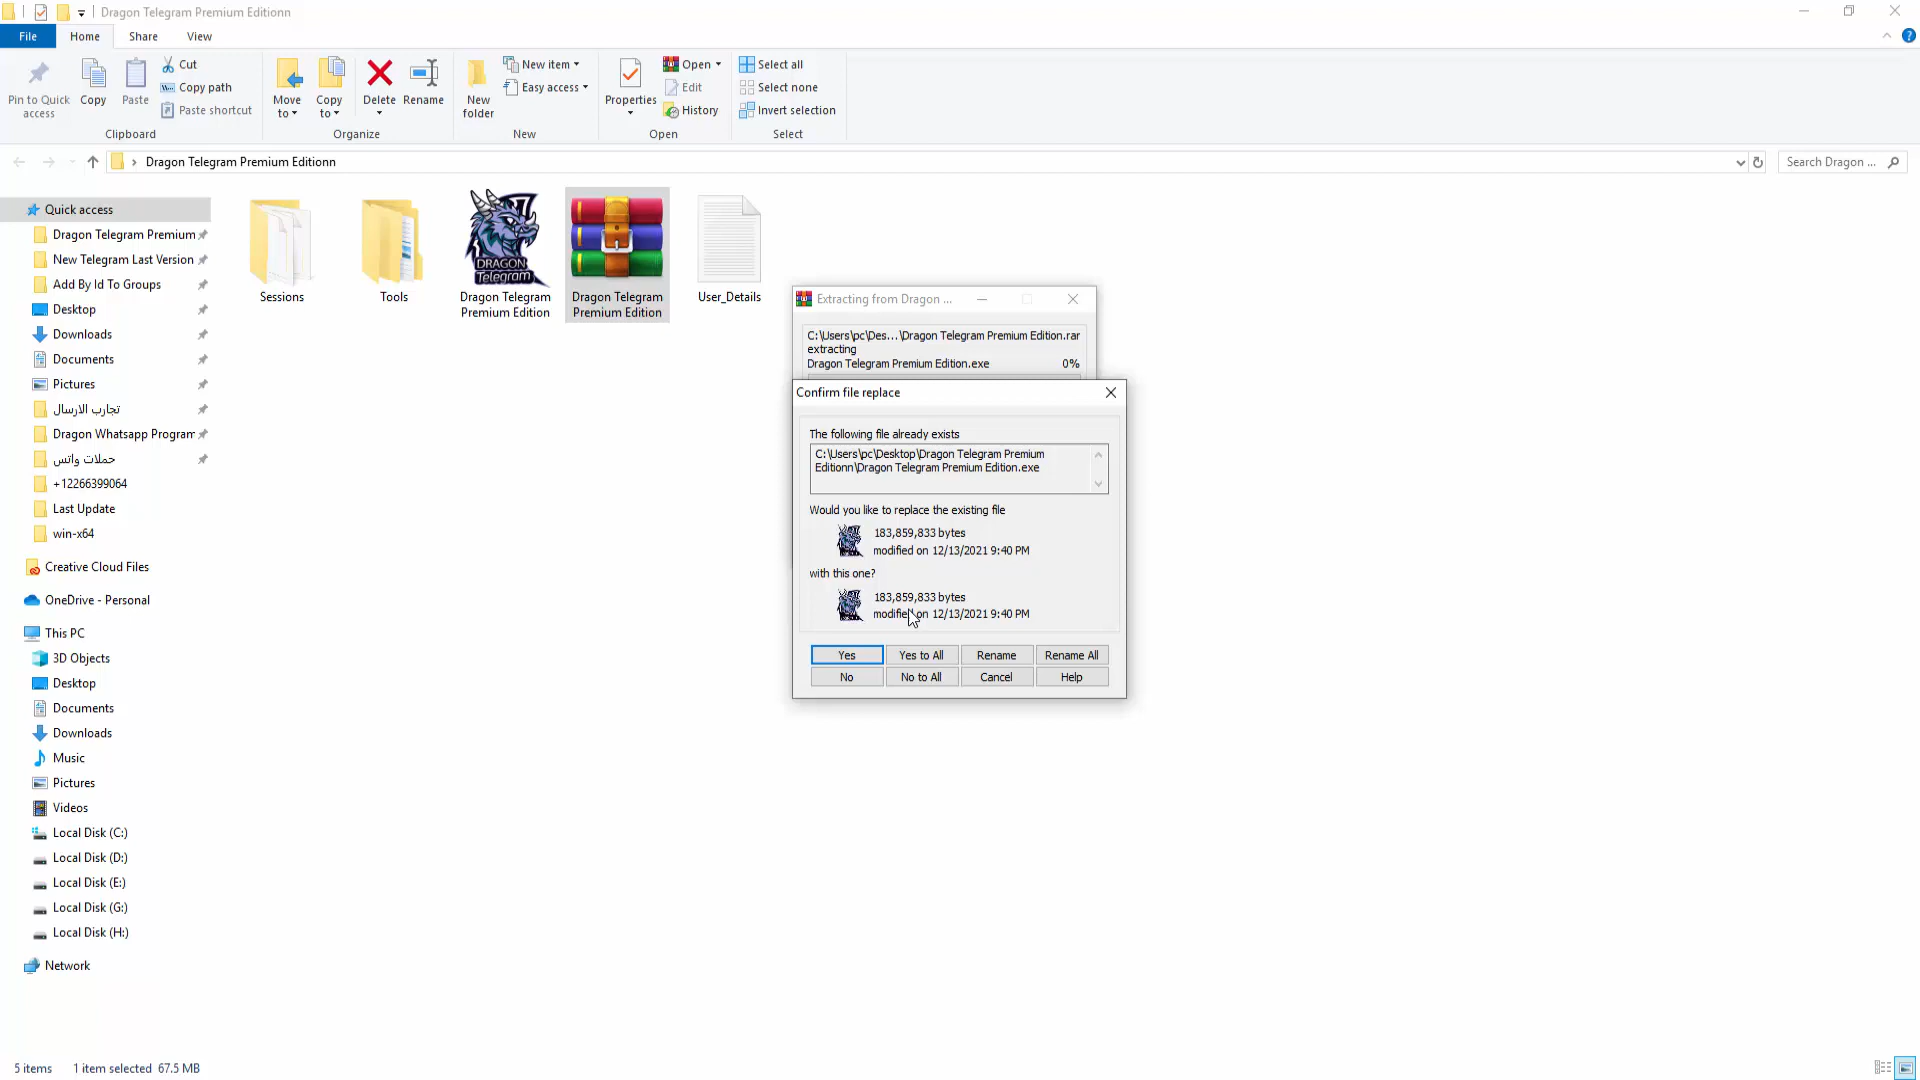 Dragon Telegram Premium Editionn
File
Home
Share
View
Pin to Quick
access
Copy
Paste
Cut
Copy path
Paste shortcut
Clipboard
Move
to
Copy
to
Delete
Rename
Organize
New
folder
New item
Easy access
New
Properties
Open
Edit
History
Open
Select all
Select none
Invert selection
Select
Dragon Telegram Premium Editionn
Search Dragon ...
Quick access
Dragon Telegram Premium
New Telegram Last Version
Add By Id To Groups
Desktop
Downloads
Documents
Pictures
تجارب الارسال
Dragon Whatsapp Program
حملات واتس
+12266399064
Last Update
win-x64
Creative Cloud Files
OneDrive - Personal
This PC
3D Objects
Desktop
Documents
Downloads
Music
Pictures
Videos
Local Disk (C:)
Local Disk (D:)
Local Disk (E:)
Local Disk (G:)
Local Disk (H:)
Network
Sessions
Tools
DRAGON
Telegram
Dragon Telegram
Premium Edition
Dragon Telegram
Premium Edition
User_Details
Extracting from Dragon ...
C:\Users\pc\Des...\Dragon Telegram Premium Edition.rar
extracting
Dragon Telegram Premium Edition.exe 0%
Confirm file replace
The following file already exists
C:\Users\pc\Desktop\Dragon Telegram Premium
Editionn\Dragon Telegram Premium Edition.exe
Would you like to replace the existing file
183,859,833 bytes
modified on 12/13/2021 9:40 PM
with this one?
183,859,833 bytes
modified on 12/13/2021 9:40 PM
Yes
Yes to All
Rename
Rename All
No
No to All
Cancel
Help
5 items
1 item selected 67.5 MB